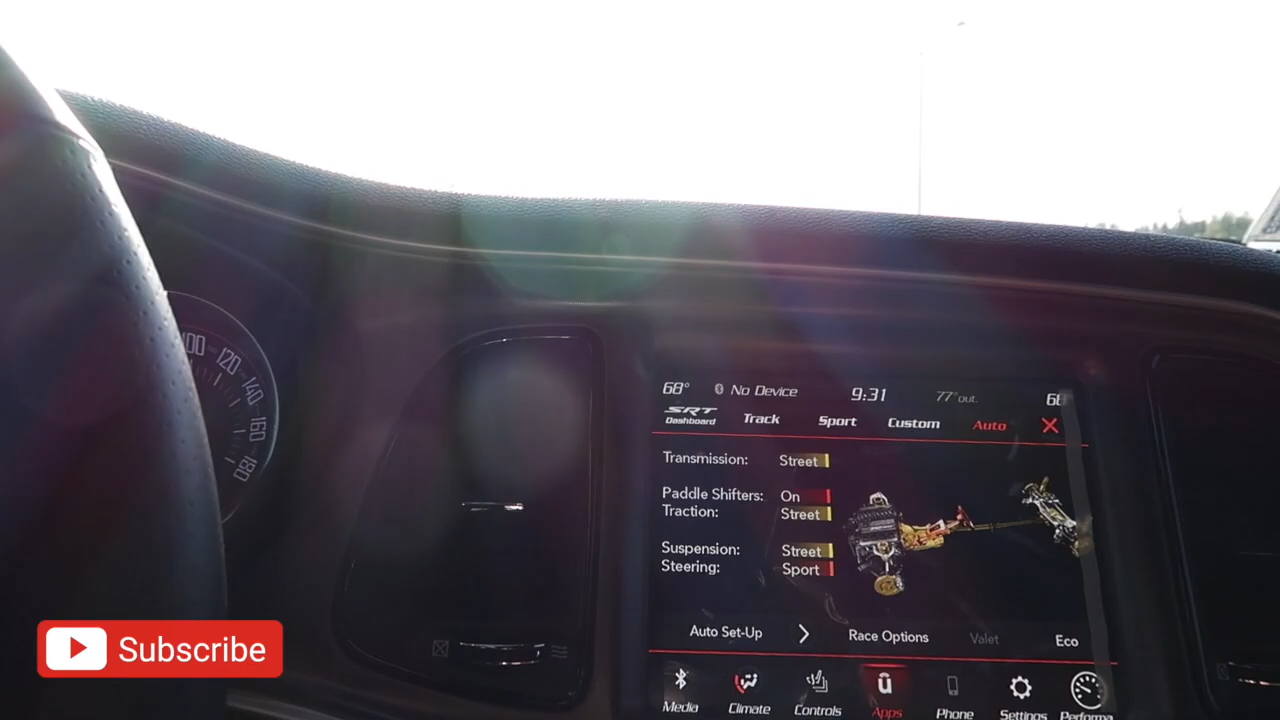 68° No Device 9:31 77°out. 68
SRT Dashboard Track Sport Custom Auto
Transmission: Street
Paddle Shifters: On
Traction: Street
Suspension: Street
Steering: Sport
Auto Set-Up Race Options Valet Eco
Media Climate Controls Apps Phone Settings Performa
100
120
140
160
180
Subscribe